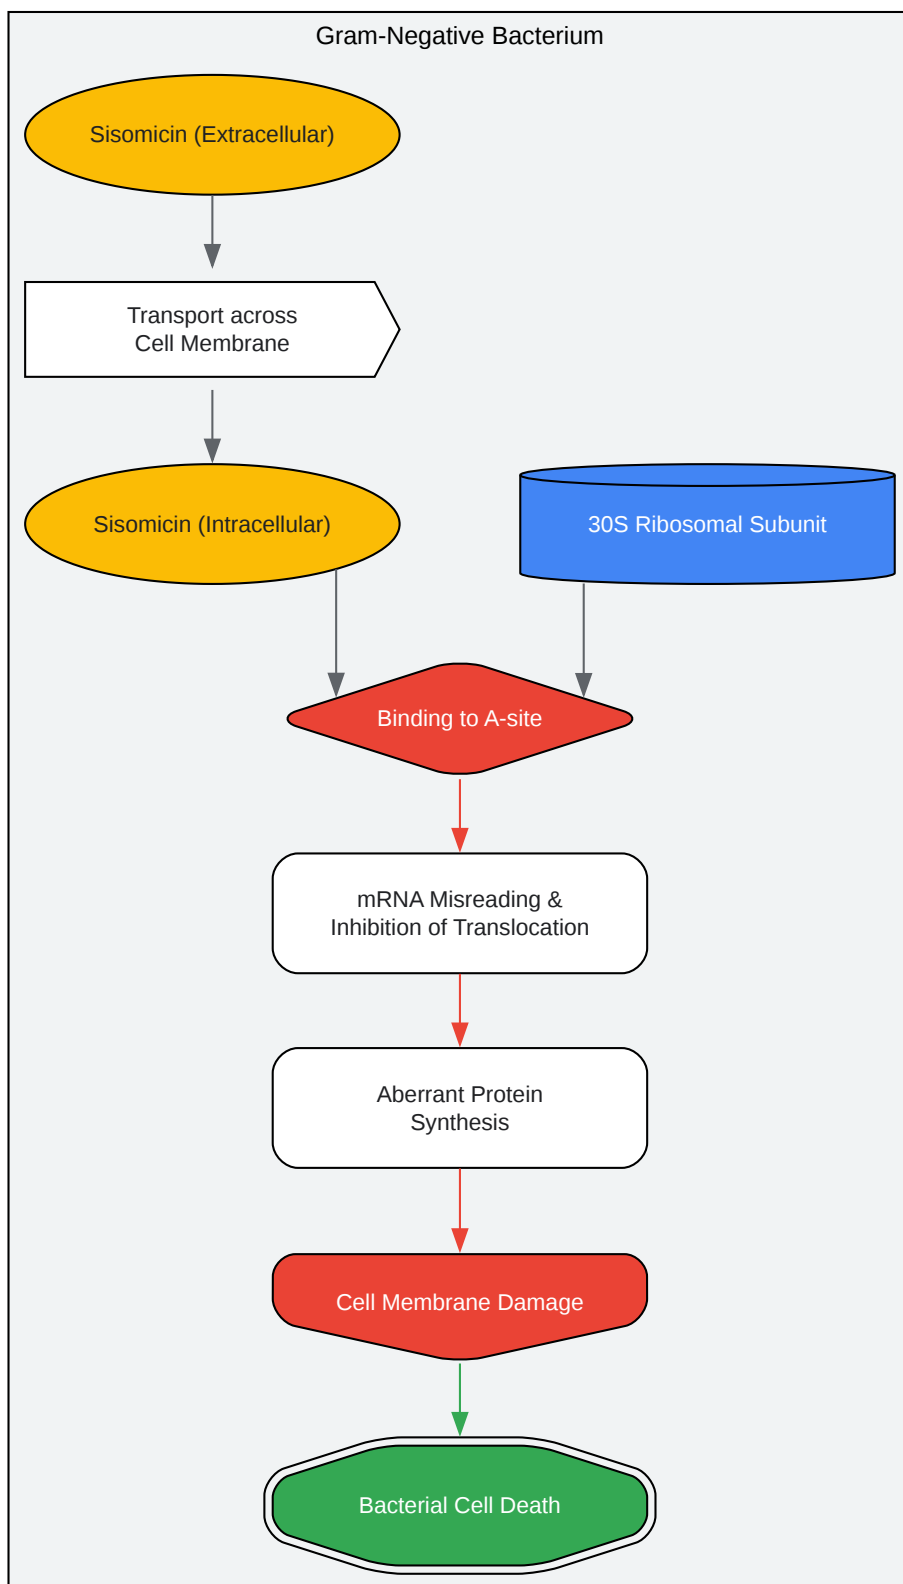 Gram-Negative Bacterium
Sisomicin (Extracellular)
Transport across
Cell Membrane
Sisomicin (Intracellular)
30S Ribosomal Subunit
Binding to A-site
mRNA Misreading &
Inhibition of Translocation
Aberrant Protein
Synthesis
Cell Membrane Damage
Bacterial Cell Death